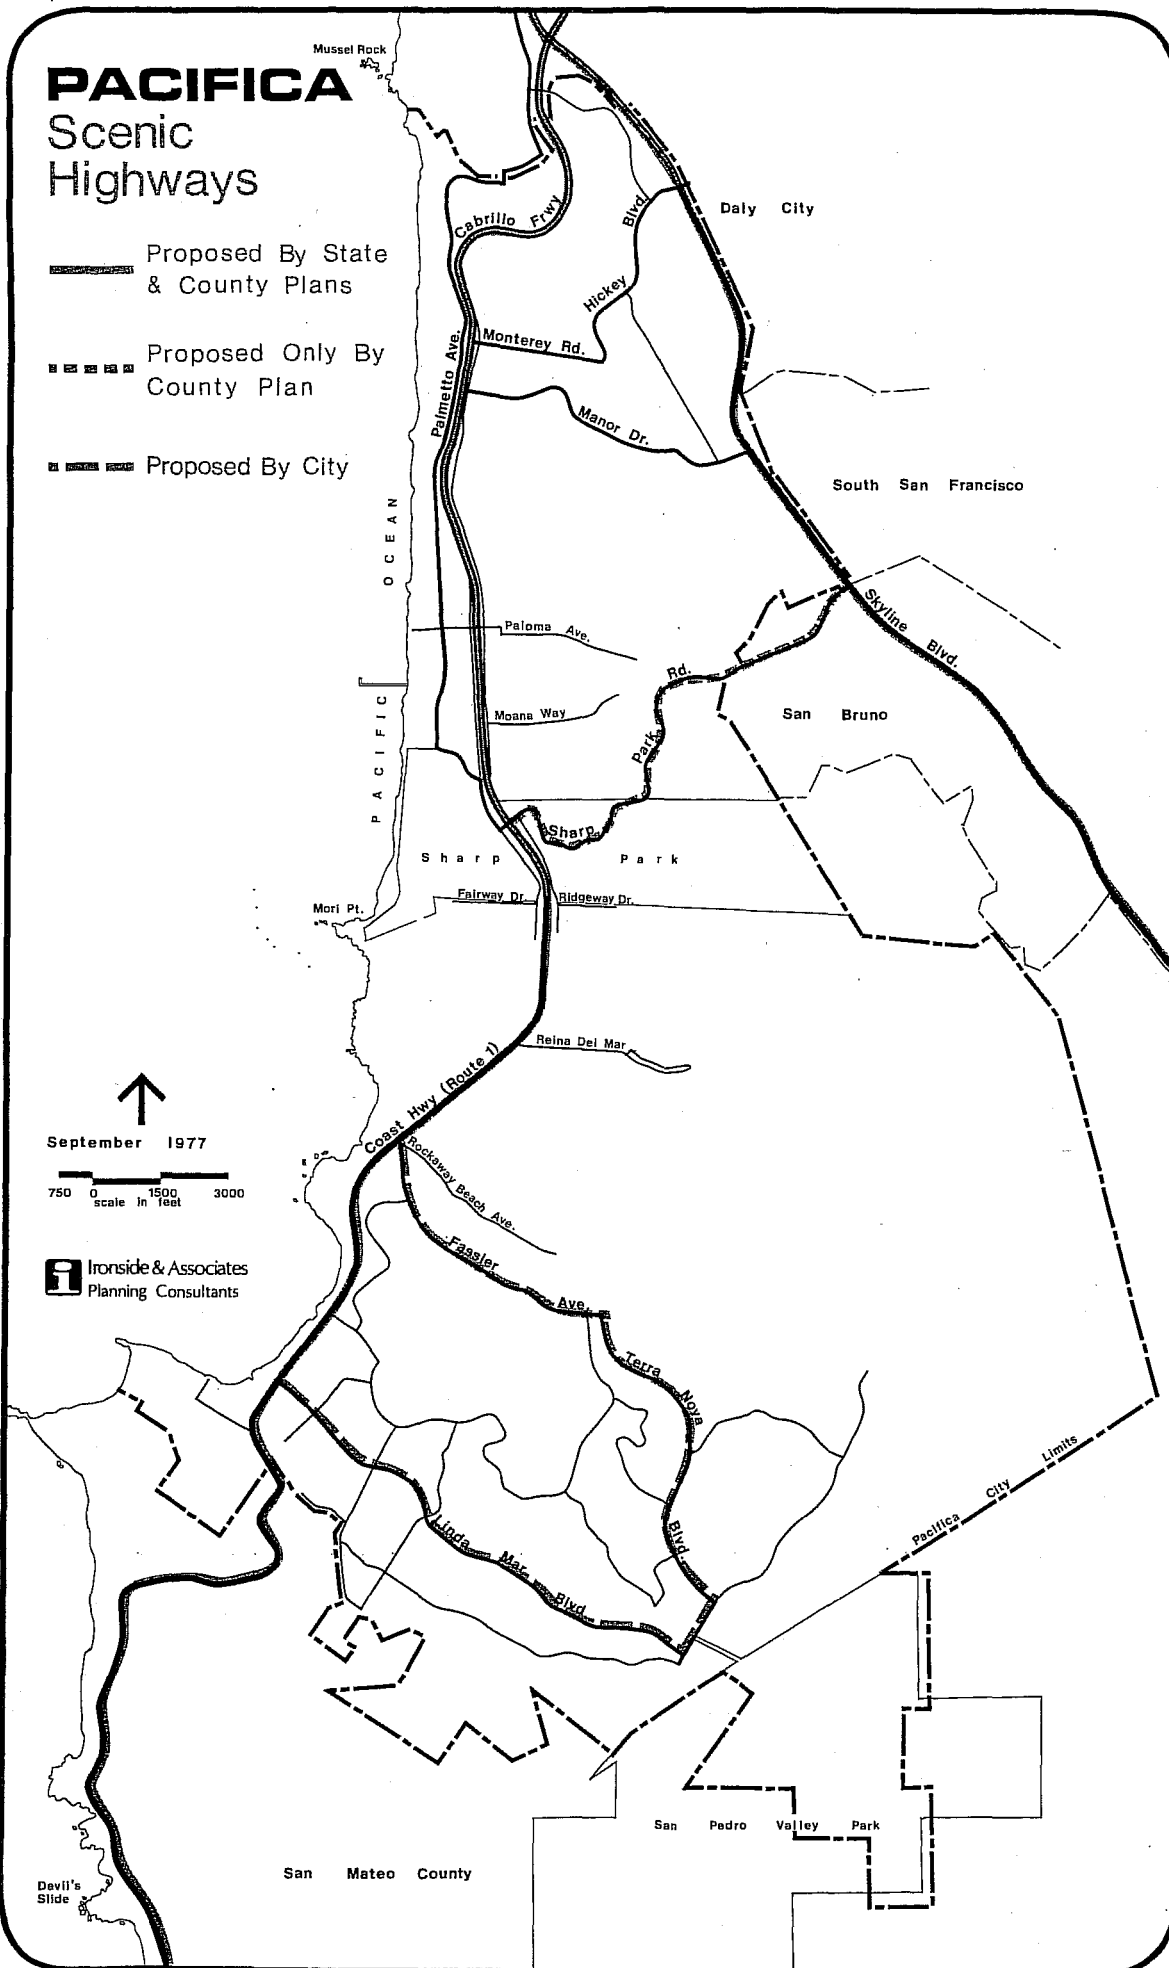 Mussel Rock
PACIFICA
Scenic
Highways
Proposed By State
& County Plans
Proposed Only By
County Plan
Proposed By City
Daly City
Cabrillo Frwy
Hickey Blvd.
Monterey Rd.
Palmetto Ave.
Manor Dr.
South San Francisco
PACIFIC OCEAN
Skyline Blvd.
Paloma Ave.
Sharp Park Rd.
San Bruno
Moana Way
Sharp Park
Fairway Dr.
Ridgeway Dr.
Mori Pt.
Reina Del Mar
Coast Hwy (Route 1)
September 1977
750 0 1500 3000
scale in feet
Rockaway Beach Ave.
Fassler Ave.
i Ironside & Associates
Planning Consultants
Terra Nova Blvd.
Pacifica City Limits
Linda Mar Blvd
San Pedro Valley Park
San Mateo County
Devil's
Slide